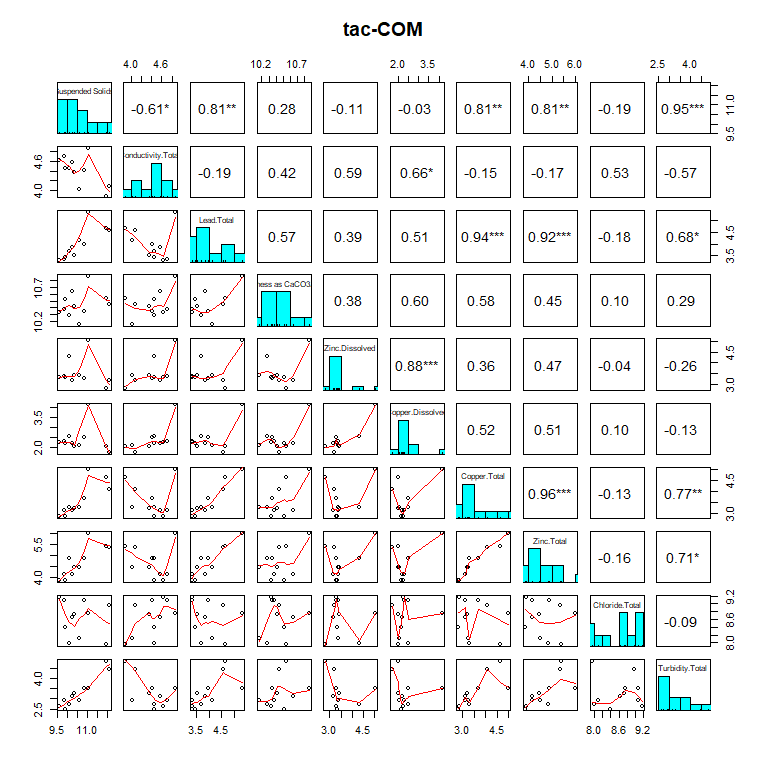 tac-COM
4.0 4.6 10.2 10.7 2.0 3.5 4.0 5.0 6.0 2.5 4.0
Suspended Solids -0.61* 0.81** 0.28 -0.11 -0.03 0.81** 0.81** -0.19 0.95*** 9.5 11.0
4.0 4.6 Conductivity.Total -0.19 0.42 0.59 0.66* -0.15 -0.17 0.53 -0.57
Lead.Total 0.57 0.39 0.51 0.94*** 0.92*** -0.18 0.68* 3.5 4.5
10.2 10.7 ness as CaCO3. 0.38 0.60 0.58 0.45 0.10 0.29
Zinc.Dissolved 0.88*** 0.36 0.47 -0.04 -0.26 3.0 4.5
2.0 3.5 Copper.Dissolved 0.52 0.51 0.10 -0.13
Copper.Total 0.96*** -0.13 0.77** 3.0 4.5
4.0 5.5 Zinc.Total -0.16 0.71*
Chloride.Total -0.09 8.0 8.6 9.2
2.5 4.0 Turbidity.Total
9.5 11.0 3.5 4.5 3.0 4.5 3.0 4.5 8.0 8.6 9.2